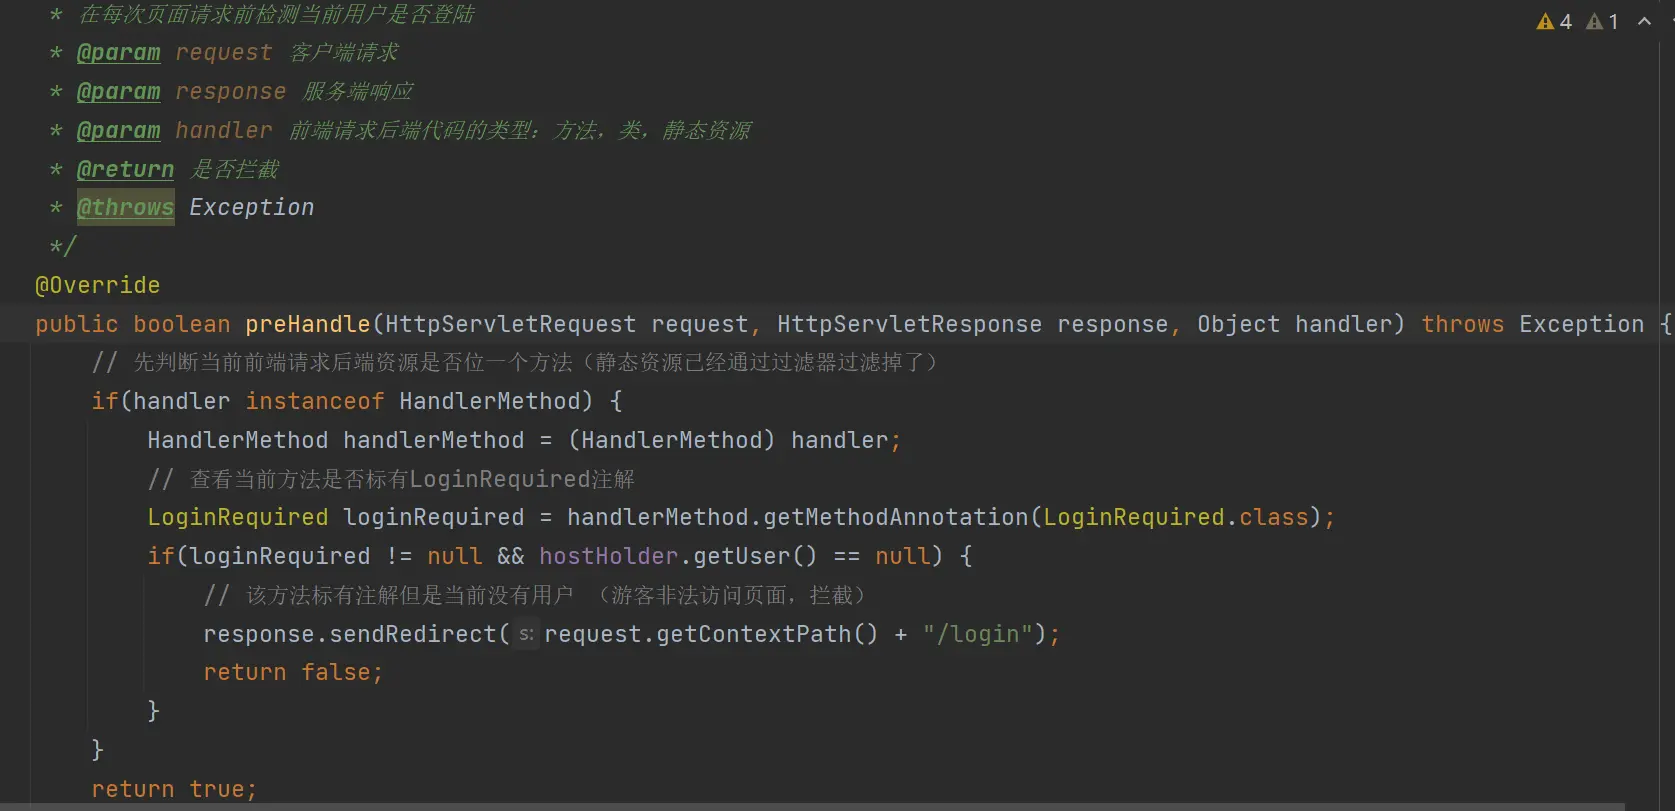 * 在每次页面请求前检测当前用户是否登陆
* @param request 客户端请求
* @param response 服务端响应
* @param handler 前端请求后端代码的类型：方法，类，静态资源
* @return 是否拦截
* @throws Exception
*/
@Override
public boolean preHandle(HttpServletRequest request, HttpServletResponse response, Object handler) throws Exception {
// 先判断当前前端请求后端资源是否位一个方法（静态资源已经通过过滤器过滤掉了）
if(handler instanceof HandlerMethod) {
HandlerMethod handlerMethod = (HandlerMethod) handler;
// 查看当前方法是否标有LoginRequired注解
LoginRequired loginRequired = handlerMethod.getMethodAnnotation(LoginRequired.class);
if(loginRequired != null && hostHolder.getUser() == null) {
// 该方法标有注解但是当前没有用户 （游客非法访问页面，拦截）
response.sendRedirect( s: request.getContextPath() + "/login");
return false;
}
}
return true;
4 1